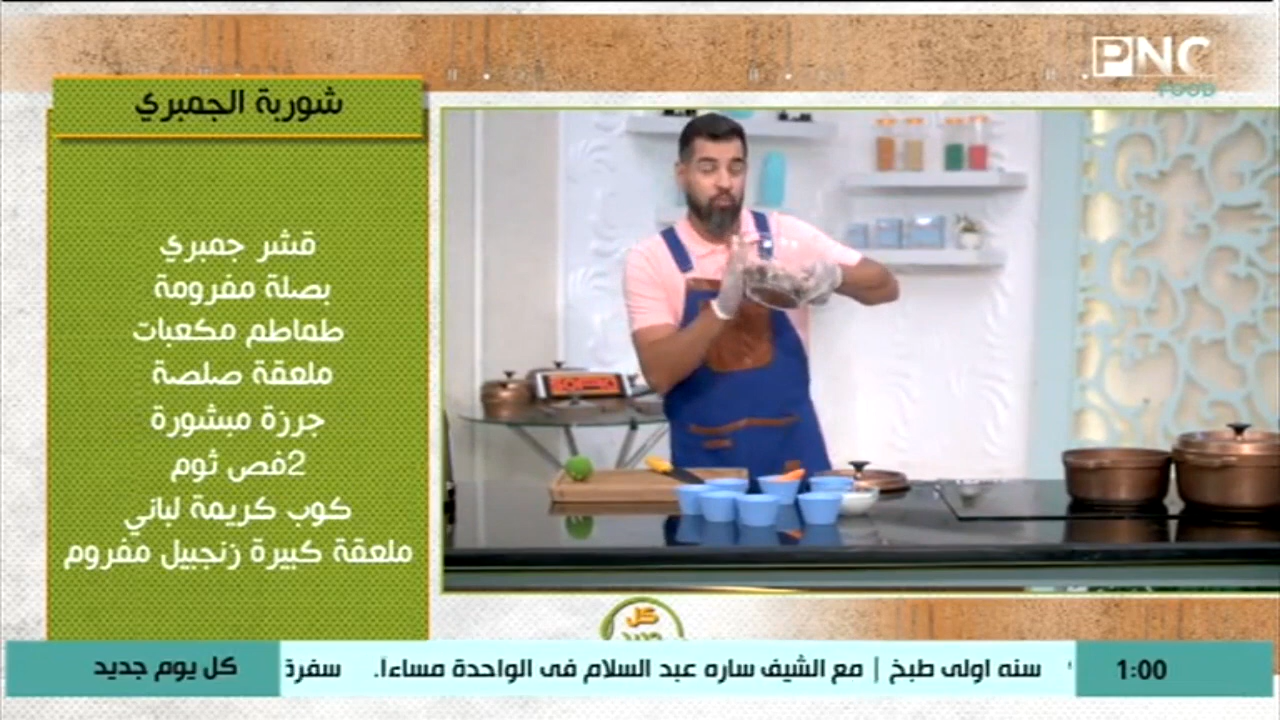 PNC
FOOD
شوربة الجمبري
قشر جمبري
بصلة مفرومة
طماطم مكعبات
ملعقة صلصة
جرزة مبشورة
2فص ثوم
كوب كريمة لباني
ملعقة كبيرة زنجبيل مفروم
كل
جديد
1:00
سنه اولى طبخ | مع الشيف ساره عبد السلام فى الواحدة مساءاً. سفرة
كل يوم جديد